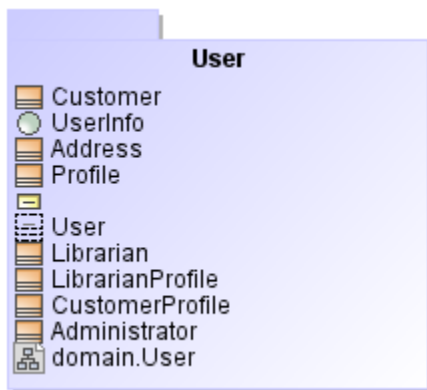 User
Customer
UserInfo
Address
Profile
User
Librarian
LibrarianProfile
CustomerProfile
Administrator
domain.User